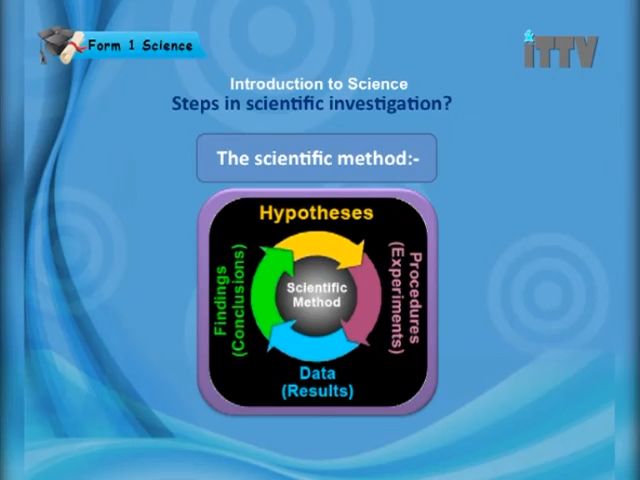 Form 1 Science
iTTV
Introduction to Science
Steps in scientific investigation?
The scientific method:-
Hypotheses
Procedures
(Experiments)
Scientific
Method
Findings
(Conclusions)
Data
(Results)